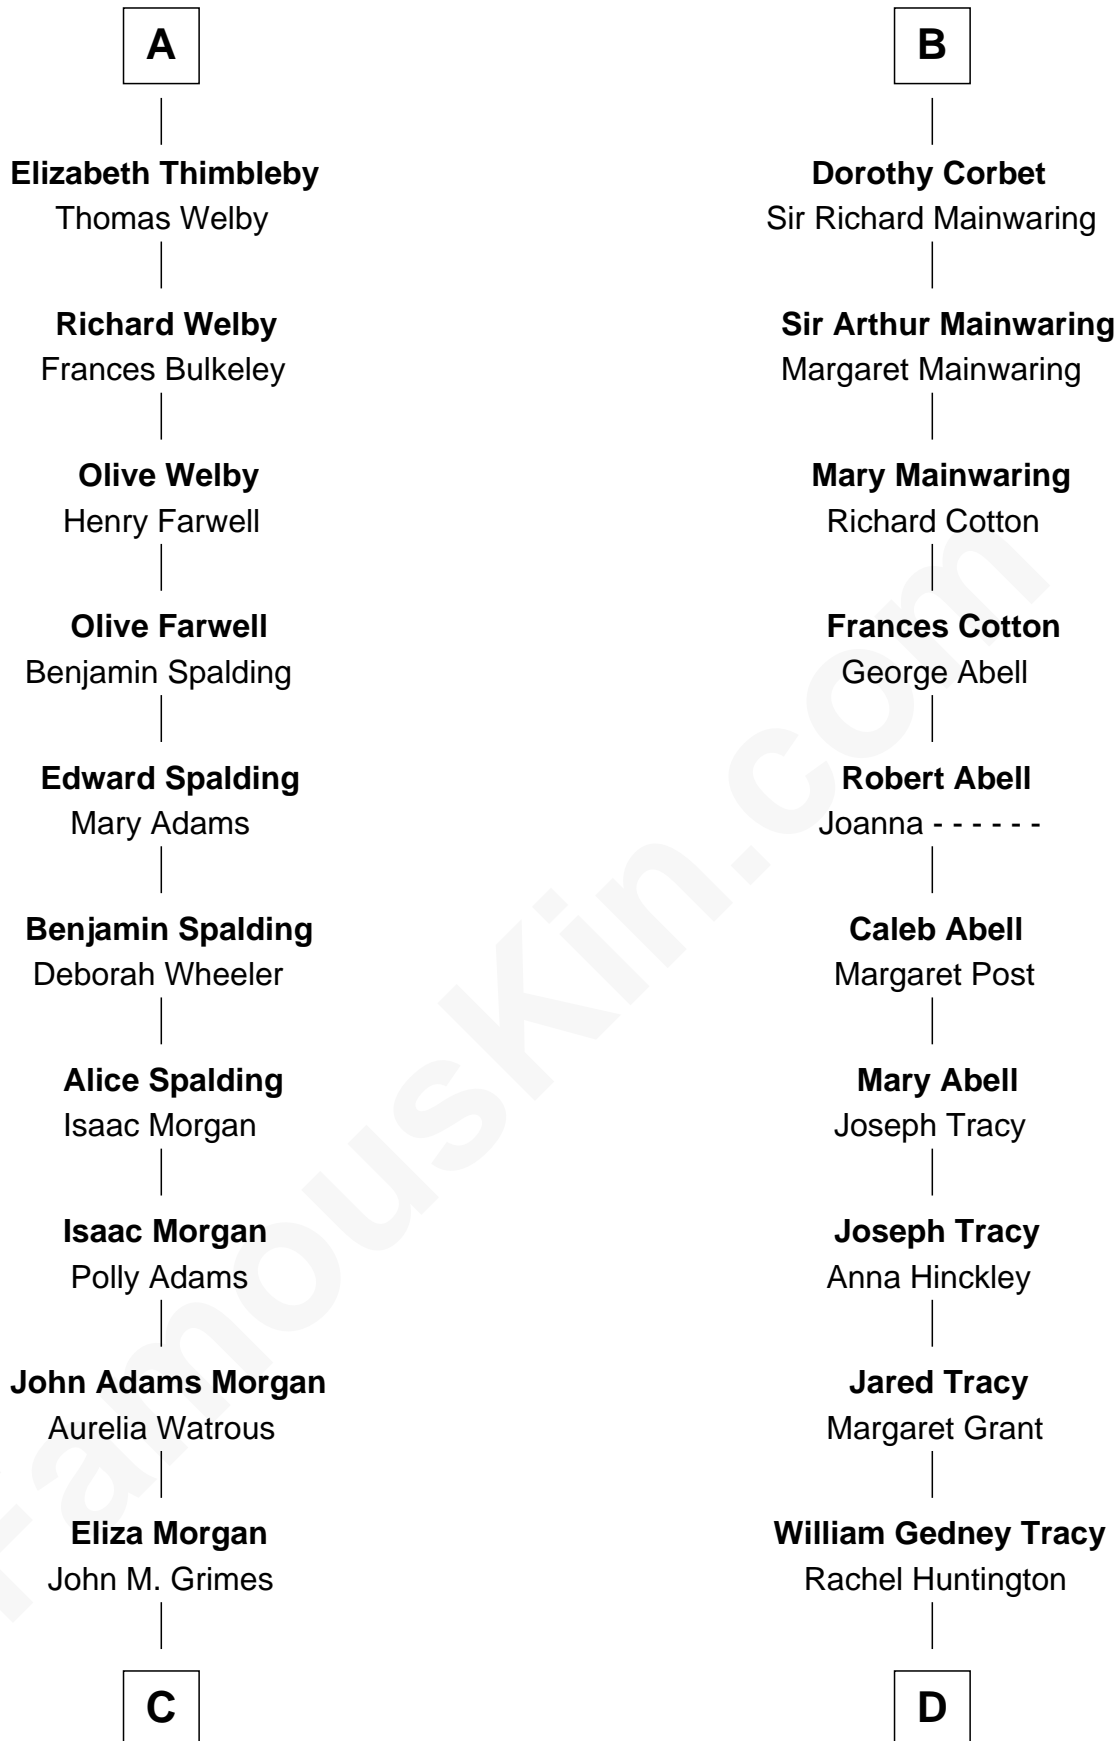 A
Elizabeth Thimbleby
Thomas Welby
Richard Welby
Frances Bulkeley
Olive Welby
Henry Farwell
Olive Farwell
Benjamin Spalding
Edward Spalding
Mary Adams
Benjamin Spalding
Deborah Wheeler
Alice Spalding
Isaac Morgan
Isaac Morgan
Polly Adams
John Adams Morgan
Aurelia Watrous
Eliza Morgan
John M. Grimes
C
B
Dorothy Corbet
Sir Richard Mainwaring
Sir Arthur Mainwaring
Margaret Mainwaring
Mary Mainwaring
Richard Cotton
Frances Cotton
George Abell
Robert Abell
Joanna - - - - - -
Caleb Abell
Margaret Post
Mary Abell
Joseph Tracy
Joseph Tracy
Anna Hinckley
Jared Tracy
Margaret Grant
William Gedney Tracy
Rachel Huntington
D
FamousKin.com